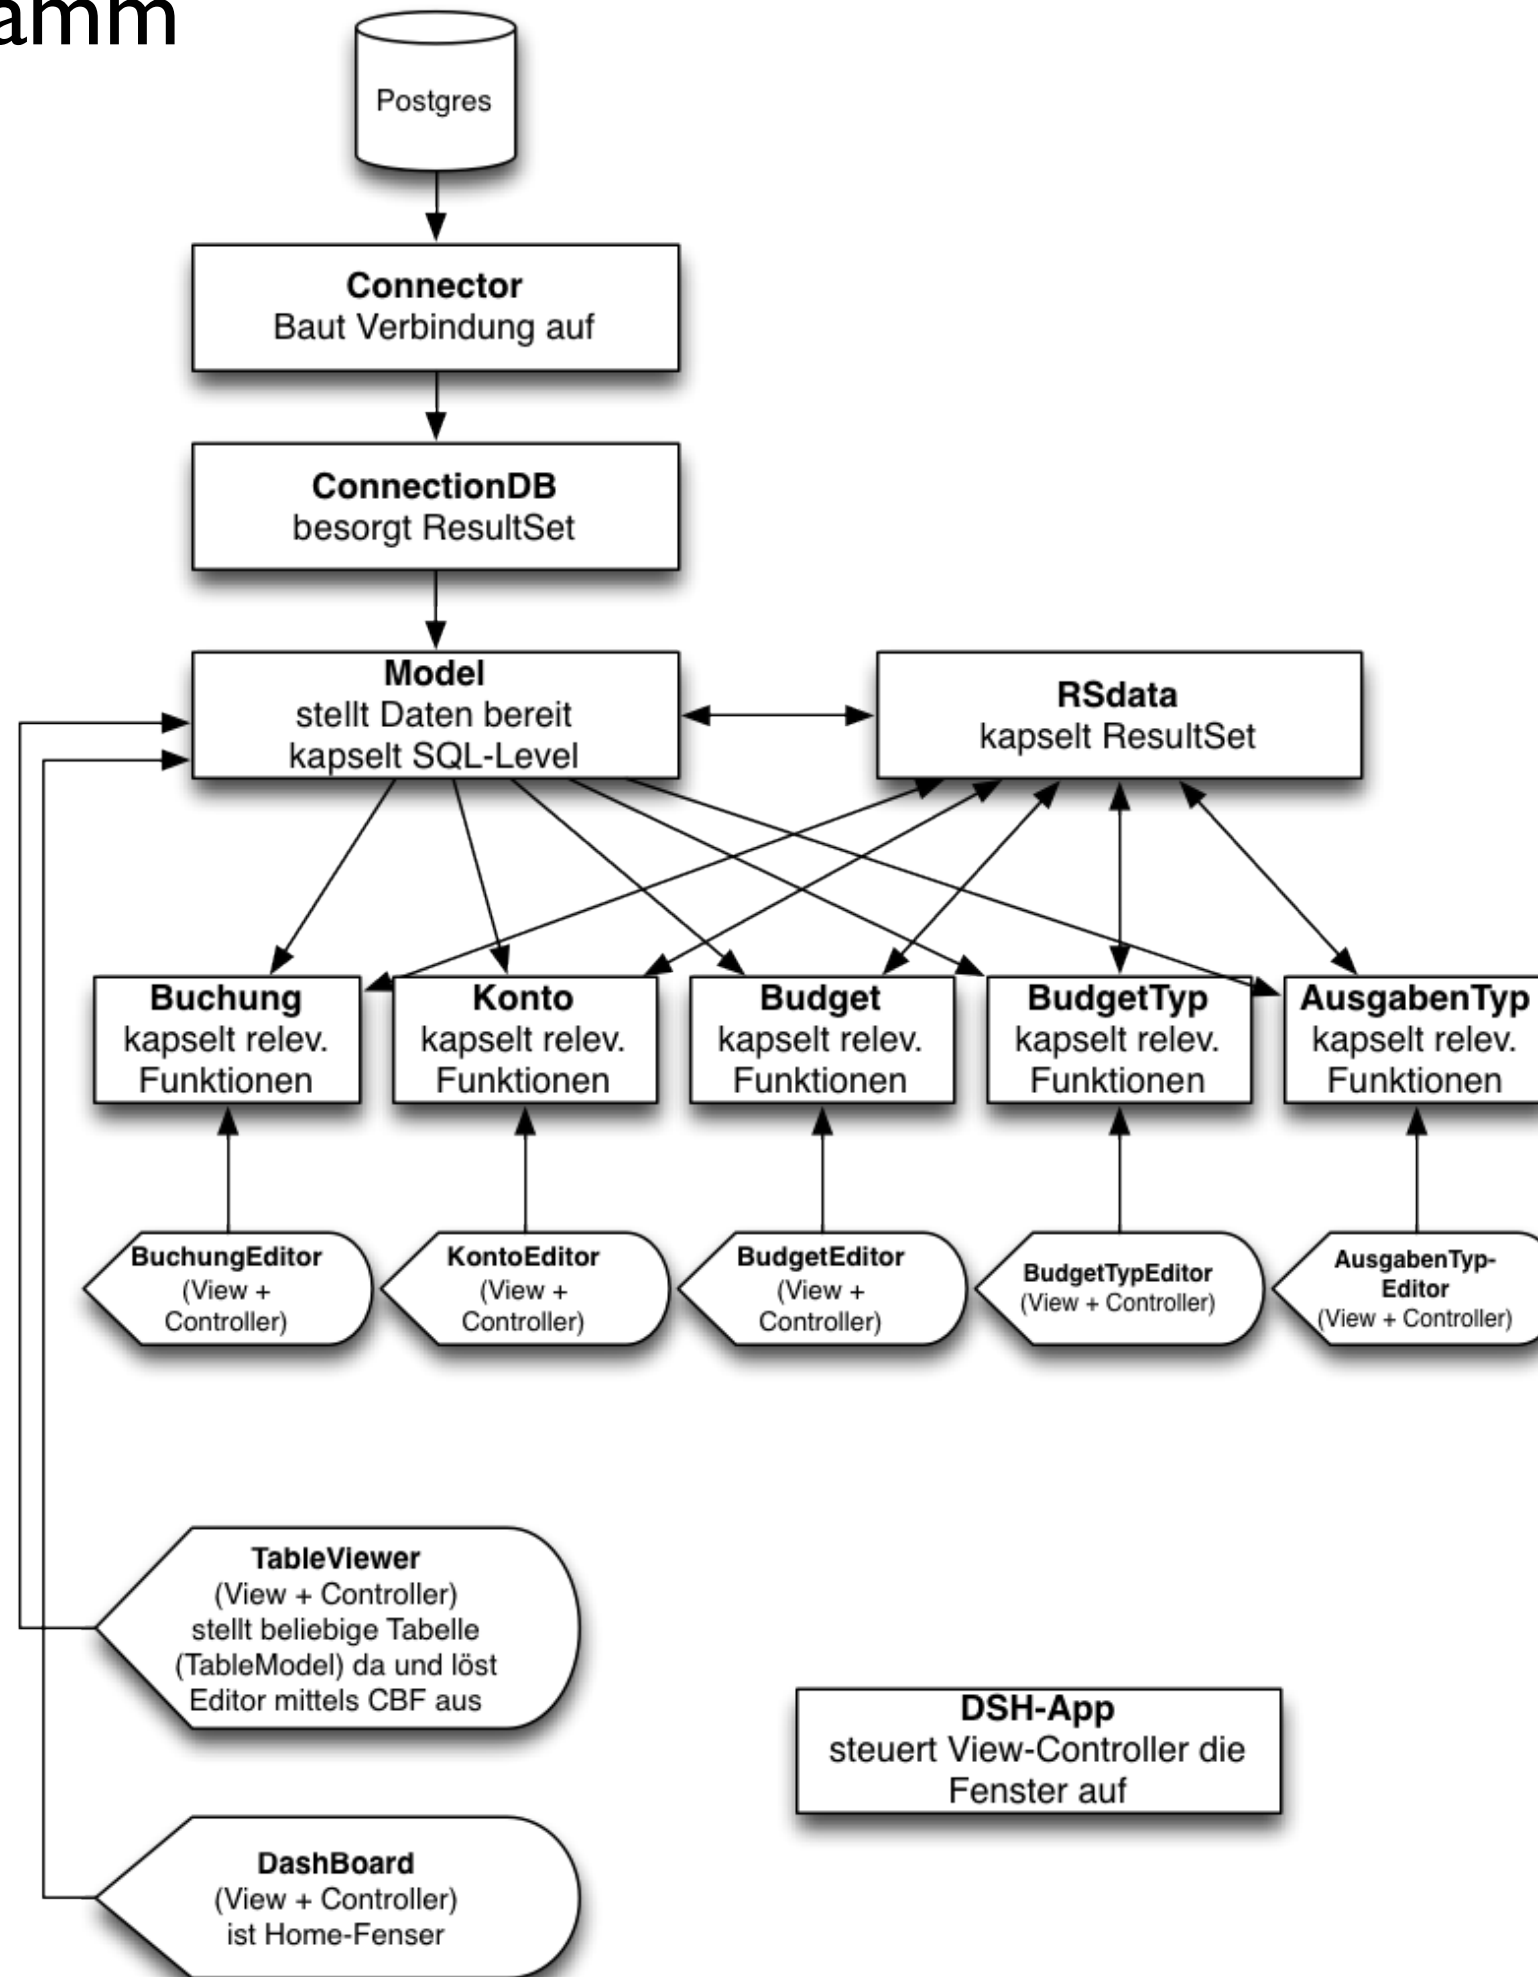 amm
Postgres
Connector
Baut Verbindung auf
ConnectionDB
besorgt ResultSet
Model
stellt Daten bereit
kapselt SQL-Level
RSdata
kapselt ResultSet
Buchung
kapselt relev.
Funktionen
Konto
kapselt relev.
Funktionen
Budget
kapselt relev.
Funktionen
BudgetTyp
kapselt relev.
Funktionen
AusgabenTyp
kapselt relev.
Funktionen
BuchungEditor
(View +
Controller)
KontoEditor
(View +
Controller)
BudgetEditor
(View +
Controller)
BudgetTypEditor
(View + Controller)
AusgabenTyp-
Editor
(View + Controller)
TableViewer
(View + Controller)
stellt beliebige Tabelle
(TableModel) da und löst
Editor mittels CBF aus
DSH-App
steuert View-Controller die
Fenster auf
DashBoard
(View + Controller)
ist Home-Fenser